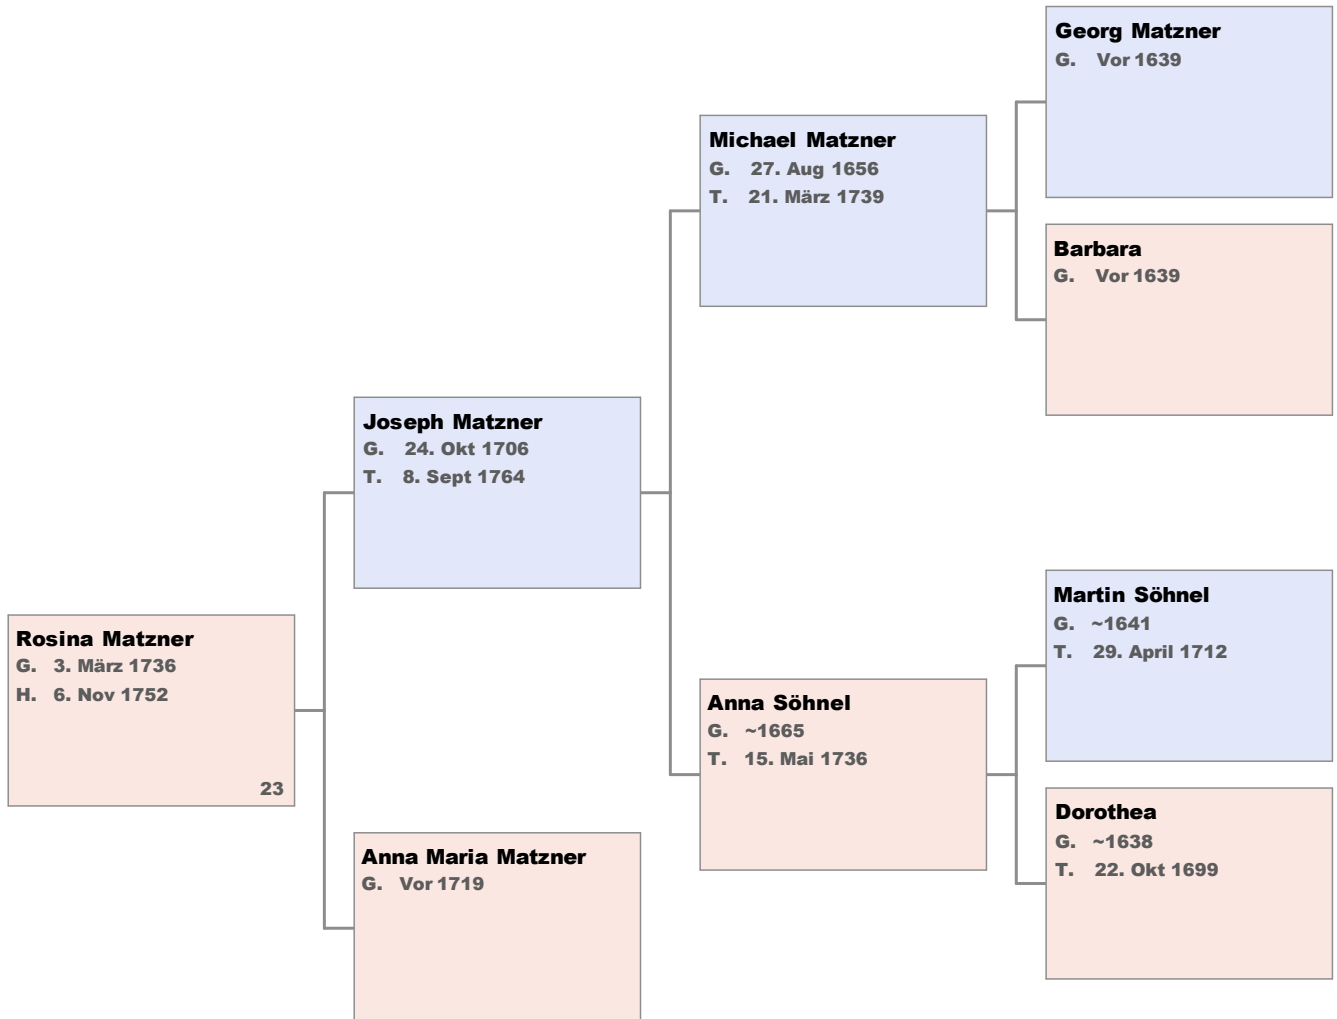 Georg Matzner
G. Vor 1639
Michael Matzner
G. 27. Aug 1656
T. 21. März 1739
Barbara
G. Vor 1639
Joseph Matzner
G. 24. Okt 1706
T. 8. Sept 1764
Martin Söhnel
G. ~1641
T. 29. April 1712
Rosina Matzner
G. 3. März 1736
H. 6. Nov 1752
23
Anna Söhnel
G. ~1665
T. 15. Mai 1736
Dorothea
G. ~1638
T. 22. Okt 1699
Anna Maria Matzner
G. Vor 1719